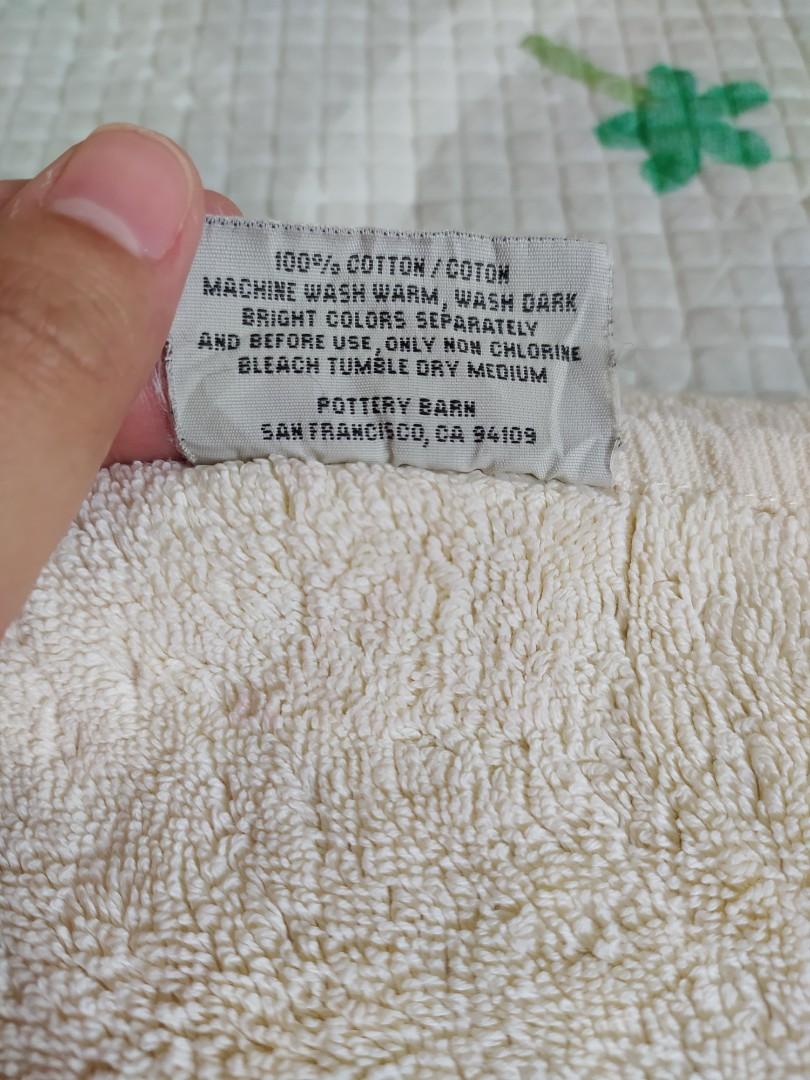 100% COTTON / COTON
MACHINE WASH WARM, WASH DARK
BRIGHT COLORS SEPARATELY
AND BEFORE USE, ONLY NON CHLORINE
BLEACH TUMBLE DRY MEDIUM
POTTERY BARN
SAN FRANCISCO, CA 94109